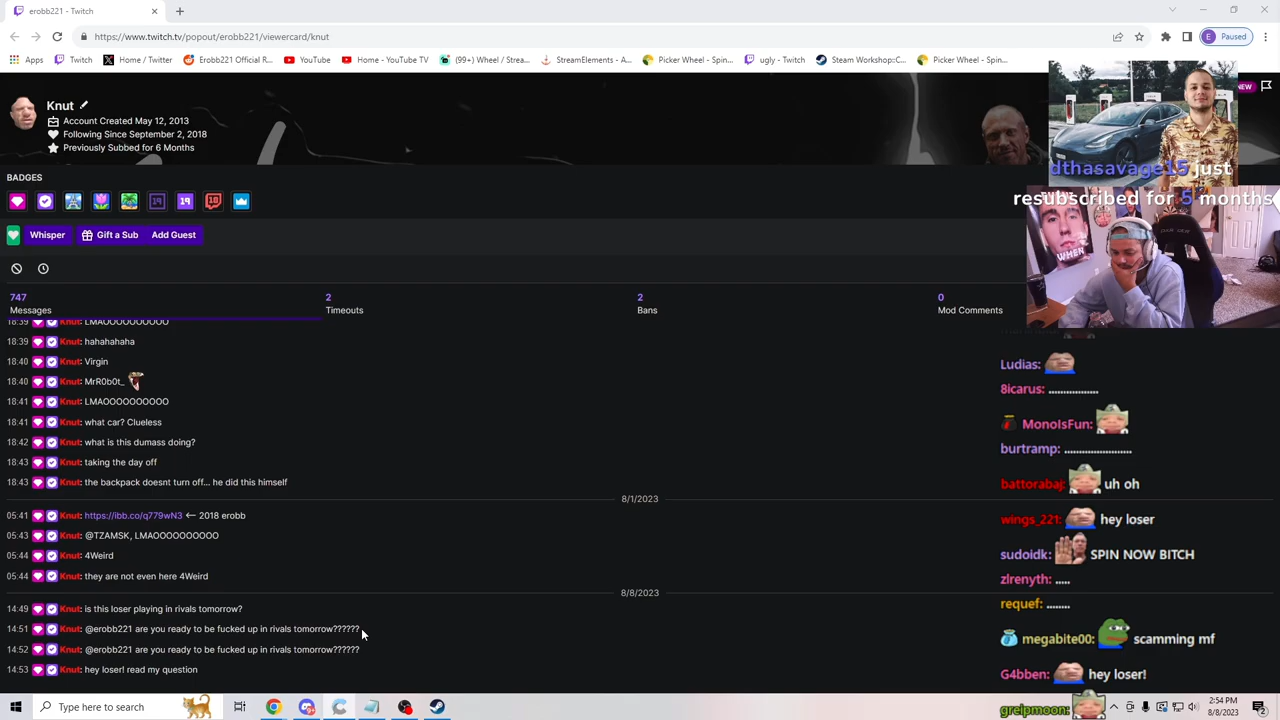 erobb221 - Twitch
https://www.twitch.tv/popout/erobb221/viewercard/knut
E Paused
Apps Twitch Home / Twitter Erobb221 Official R... YouTube Home - YouTube TV (99+) Wheel / Strea... StreamElements - A... Picker Wheel - Spin... ugly - Twitch Steam Workshop::C... Picker Wheel - Spin...
Knut
Account Created May 12, 2013
Following Since September 2, 2018
Previously Subbed for 6 Months
NEW
dthasavage15 just
resubscribed for 5 months
WHEN
BADGES
Whisper Gift a Sub Add Guest
747 2 2 0
Messages Timeouts Bans Mod Comments
18:39 Knut: LMAOOOOOOOOO
18:39 Knut: hahahahaha
18:40 Knut: Virgin
18:40 Knut: MrR0b0t_
18:41 Knut: LMAOOOOOOOOOO
18:41 Knut: what car? Clueless
18:42 Knut: what is this dumass doing?
18:43 Knut: taking the day off
18:43 Knut: the backpack doesnt turn off... he did this himself
8/1/2023
05:41 Knut: https://ibb.co/q779wN3 <-- 2018 erobb
05:43 Knut: @TZAMSK, LMAOOOOOOOOOO
05:44 Knut: 4Weird
05:44 Knut: they are not even here 4Weird
8/8/2023
14:49 Knut: is this loser playing in rivals tomorrow?
14:51 Knut: @erobb221 are you ready to be fucked up in rivals tomorrow??????
14:52 Knut: @erobb221 are you ready to be fucked up in rivals tomorrow??????
14:53 Knut: hey loser! read my question
Ludias:
8icarus: .................
MonoIsFun:
burtramp: .......................
battorabaj: uh oh
wings_221: hey loser
sudoidk: SPIN NOW BITCH
zlrenyth: .....
requef: ........
megabite00: scamming mf
G4bben: hey loser!
greipmoon:
Type here to search
2:54 PM
8/8/2023
2